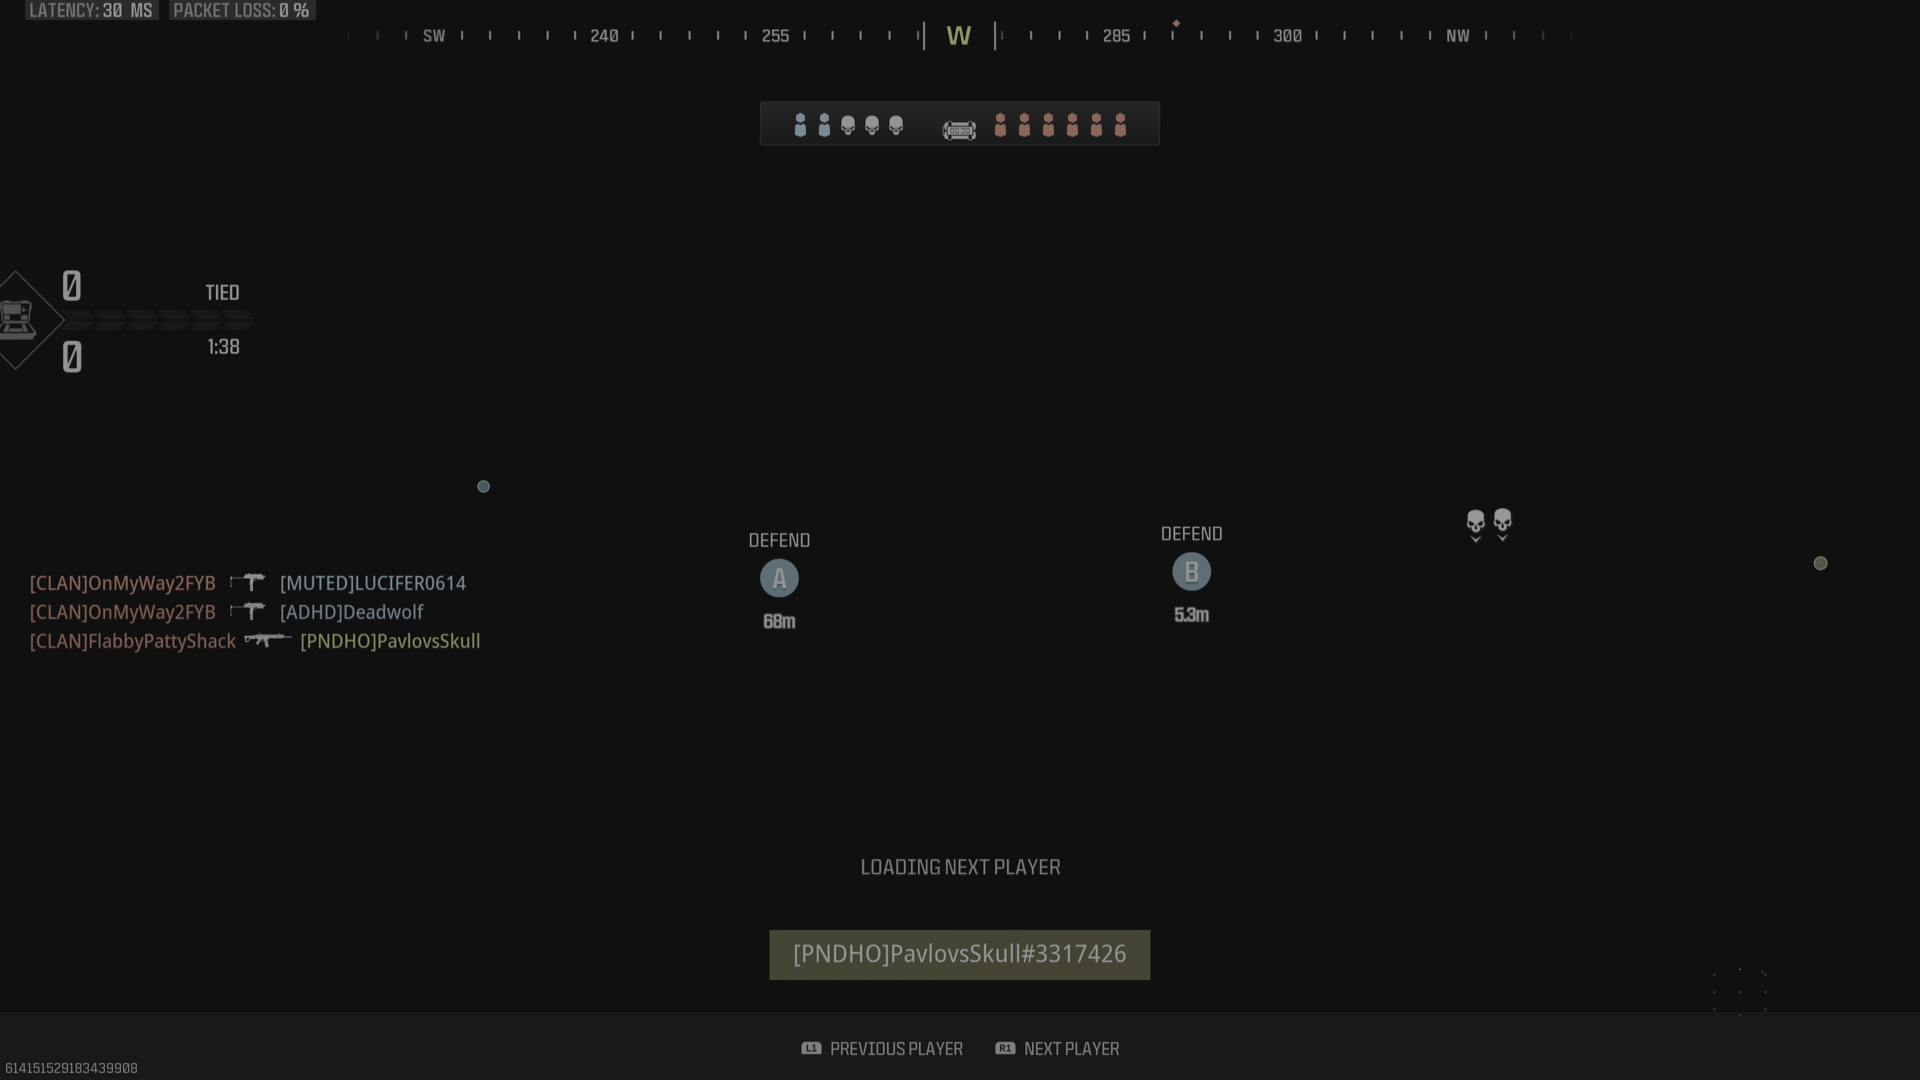 LATENCY: 30 MS PACKET LOSS: 0 %
SW 240 255 W 285 300 NW
00:00
0 TIED
0 1:38
DEFEND
A
68m
DEFEND
B
5.3m
[CLAN]OnMyWay2FYB [MUTED]LUCIFER0614
[CLAN]OnMyWay2FYB [ADHD]Deadwolf
[CLAN]FlabbyPattyShack [PNDHO]PavlovsSkull
LOADING NEXT PLAYER
[PNDHO]PavlovsSkull#3317426
L1 PREVIOUS PLAYER R1 NEXT PLAYER
614151529183439908